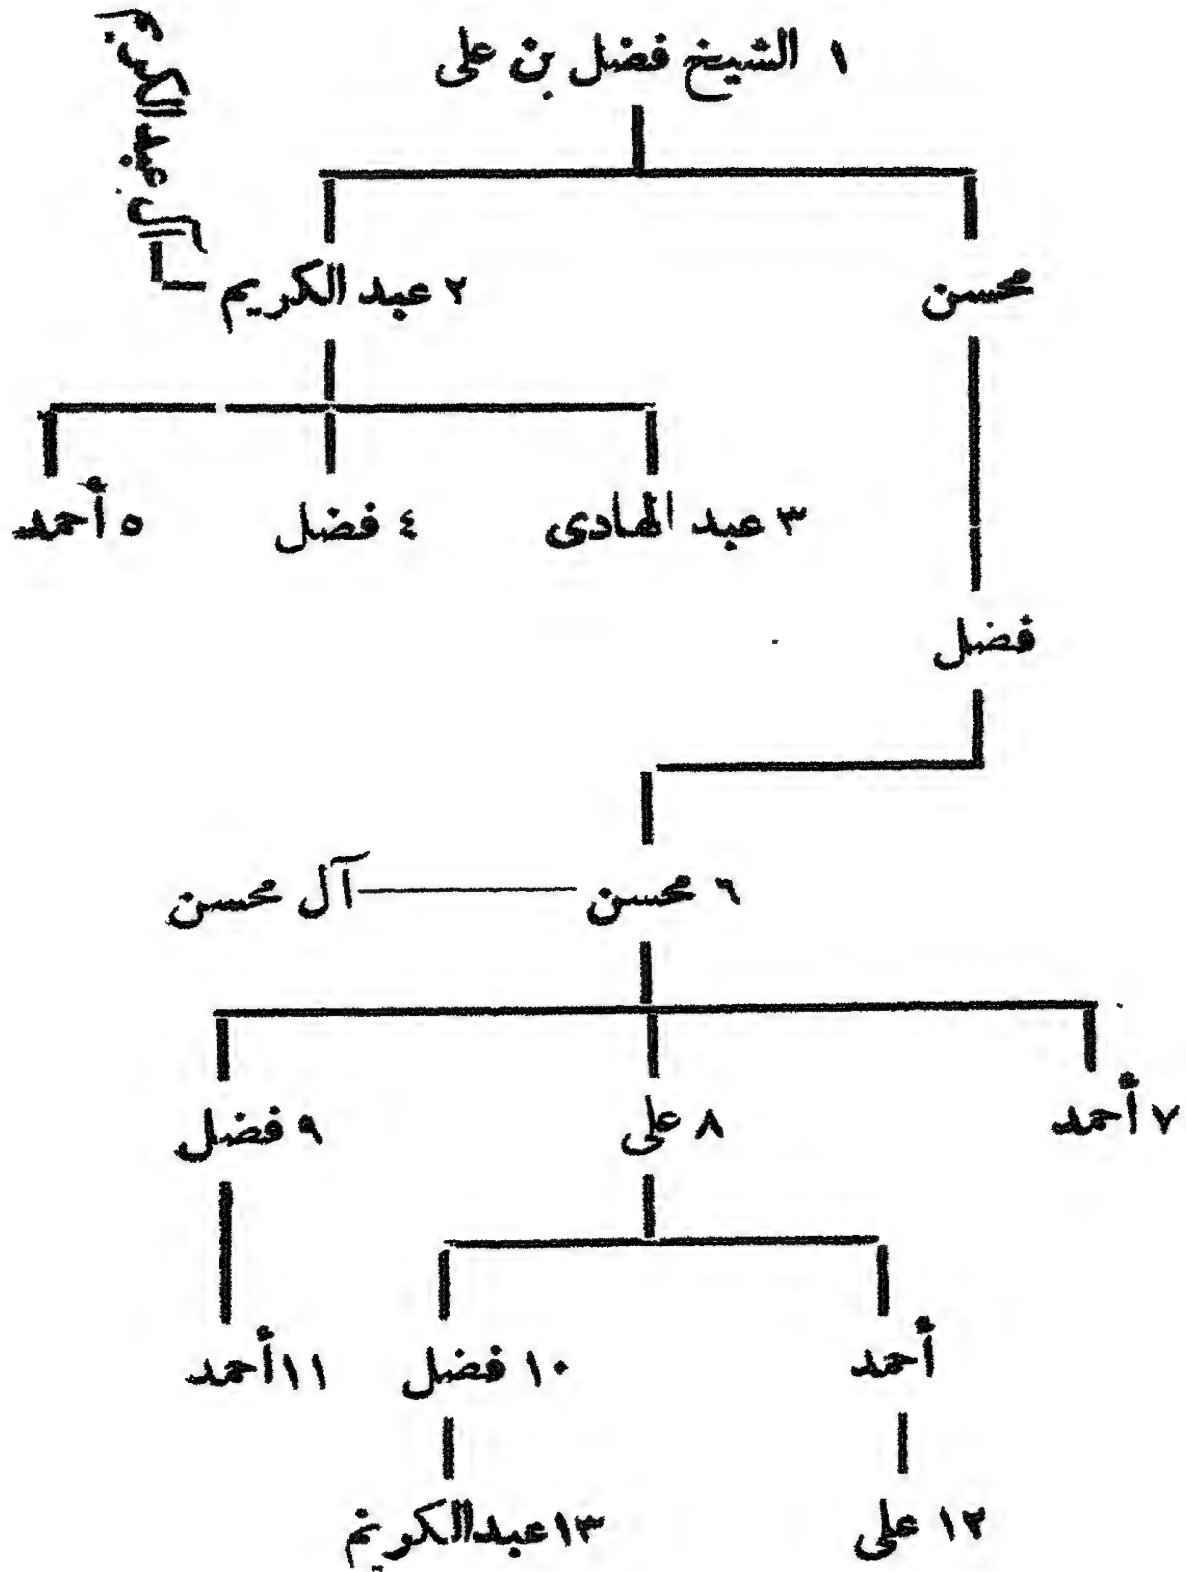 ١ الشيخ فضل بن على
آل عبد الكريم
محسن
٢ عبد الكريم
٣ عبد الهادى
٤ فضل
٥ أحمد
فضل
٦ محسن
آل محسن
٧ أحمد
٨ على
٩ فضل
أحمد
١٠ فضل
١١ أحمد
١٢ على
١٣ عبد الكريم